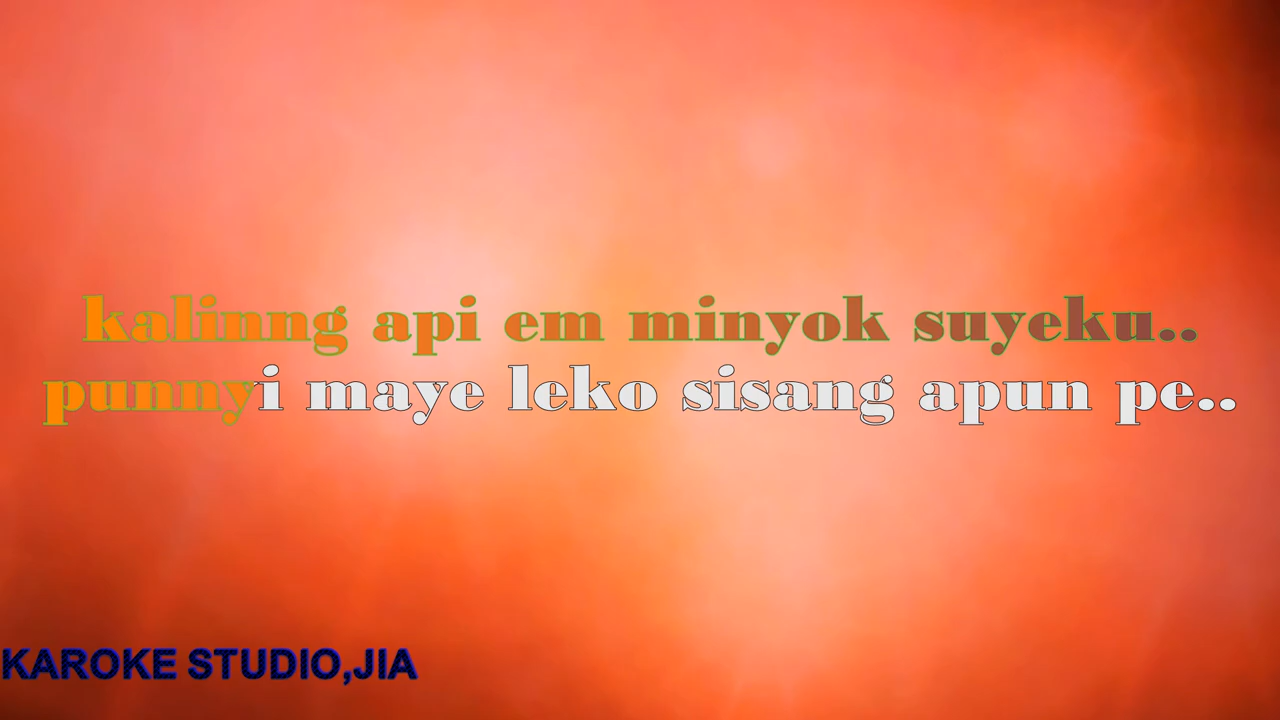 kalinng api em minyok suyeku..
punnyi maye leko sisang apun pe..
KAROKE STUDIO,JIA